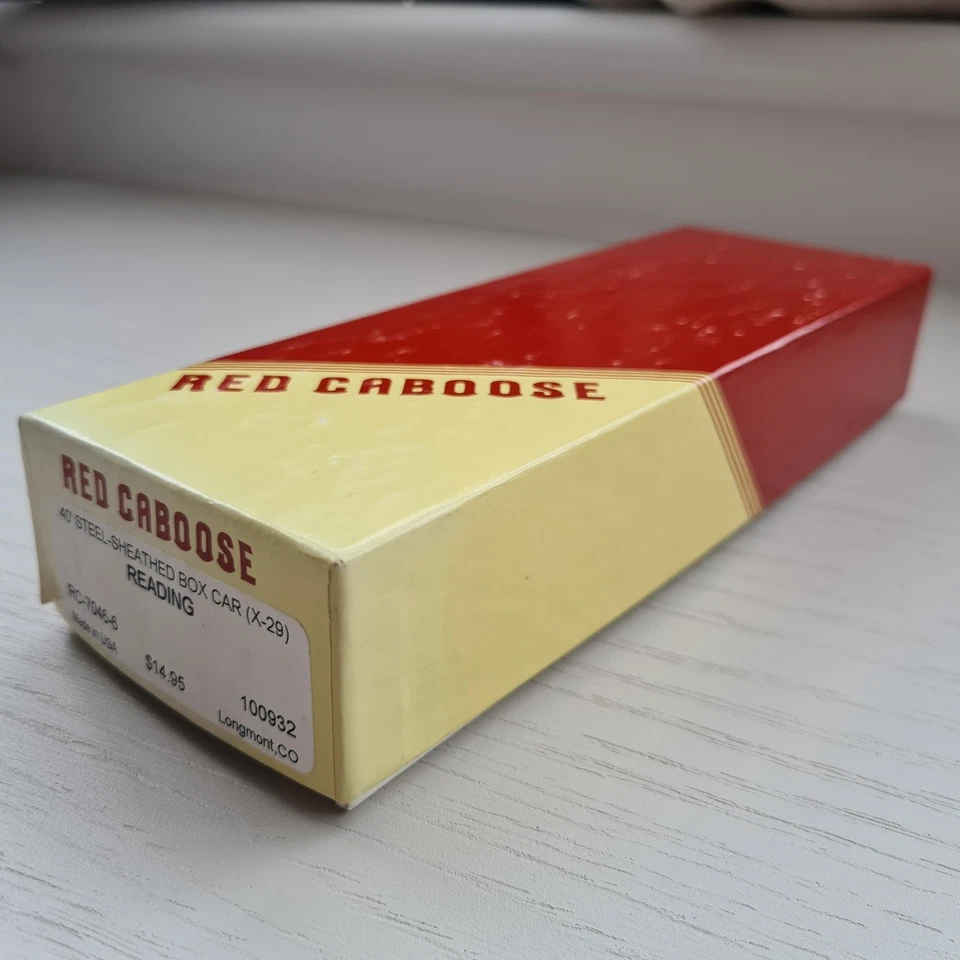 RED CABOOSE
RED CABOOSE
40' STEEL-SHEATHED BOX CAR (X-29)
READING
RC-7046-6
Made in USA
$14.95
100932
Longmont,CO